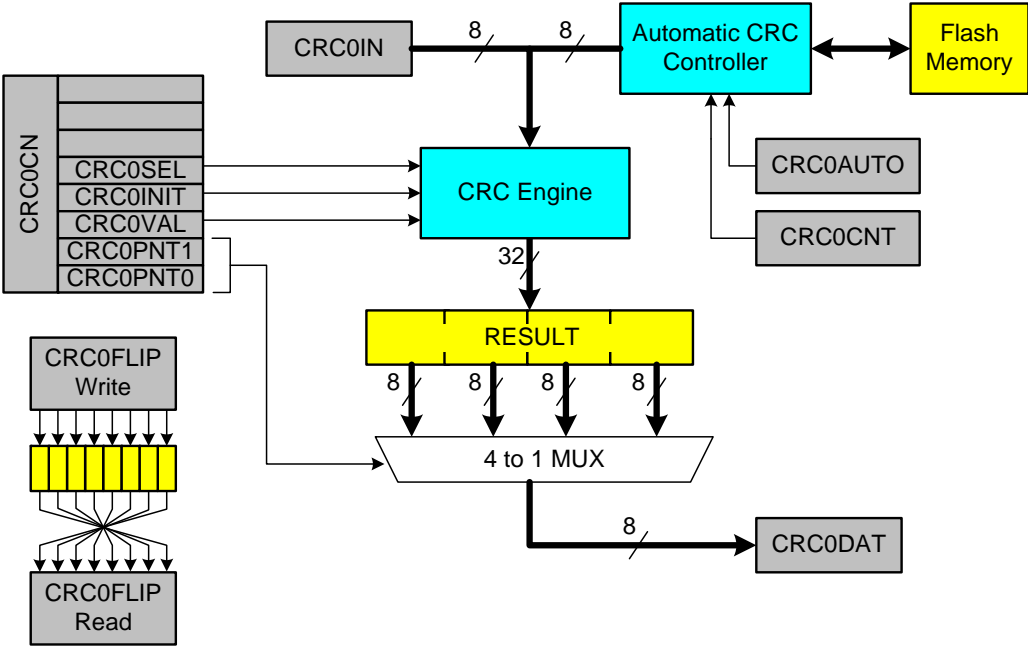 CRC0IN
8
8
Automatic CRC
Controller
Flash
Memory
CRC0CN
CRC0SEL
CRC0INIT
CRC0VAL
CRC0PNT1
CRC0PNT0
CRC Engine
CRC0AUTO
CRC0CNT
32
RESULT
8
8
8
8
4 to 1 MUX
8
CRC0DAT
CRC0FLIP
Write
CRC0FLIP
Read